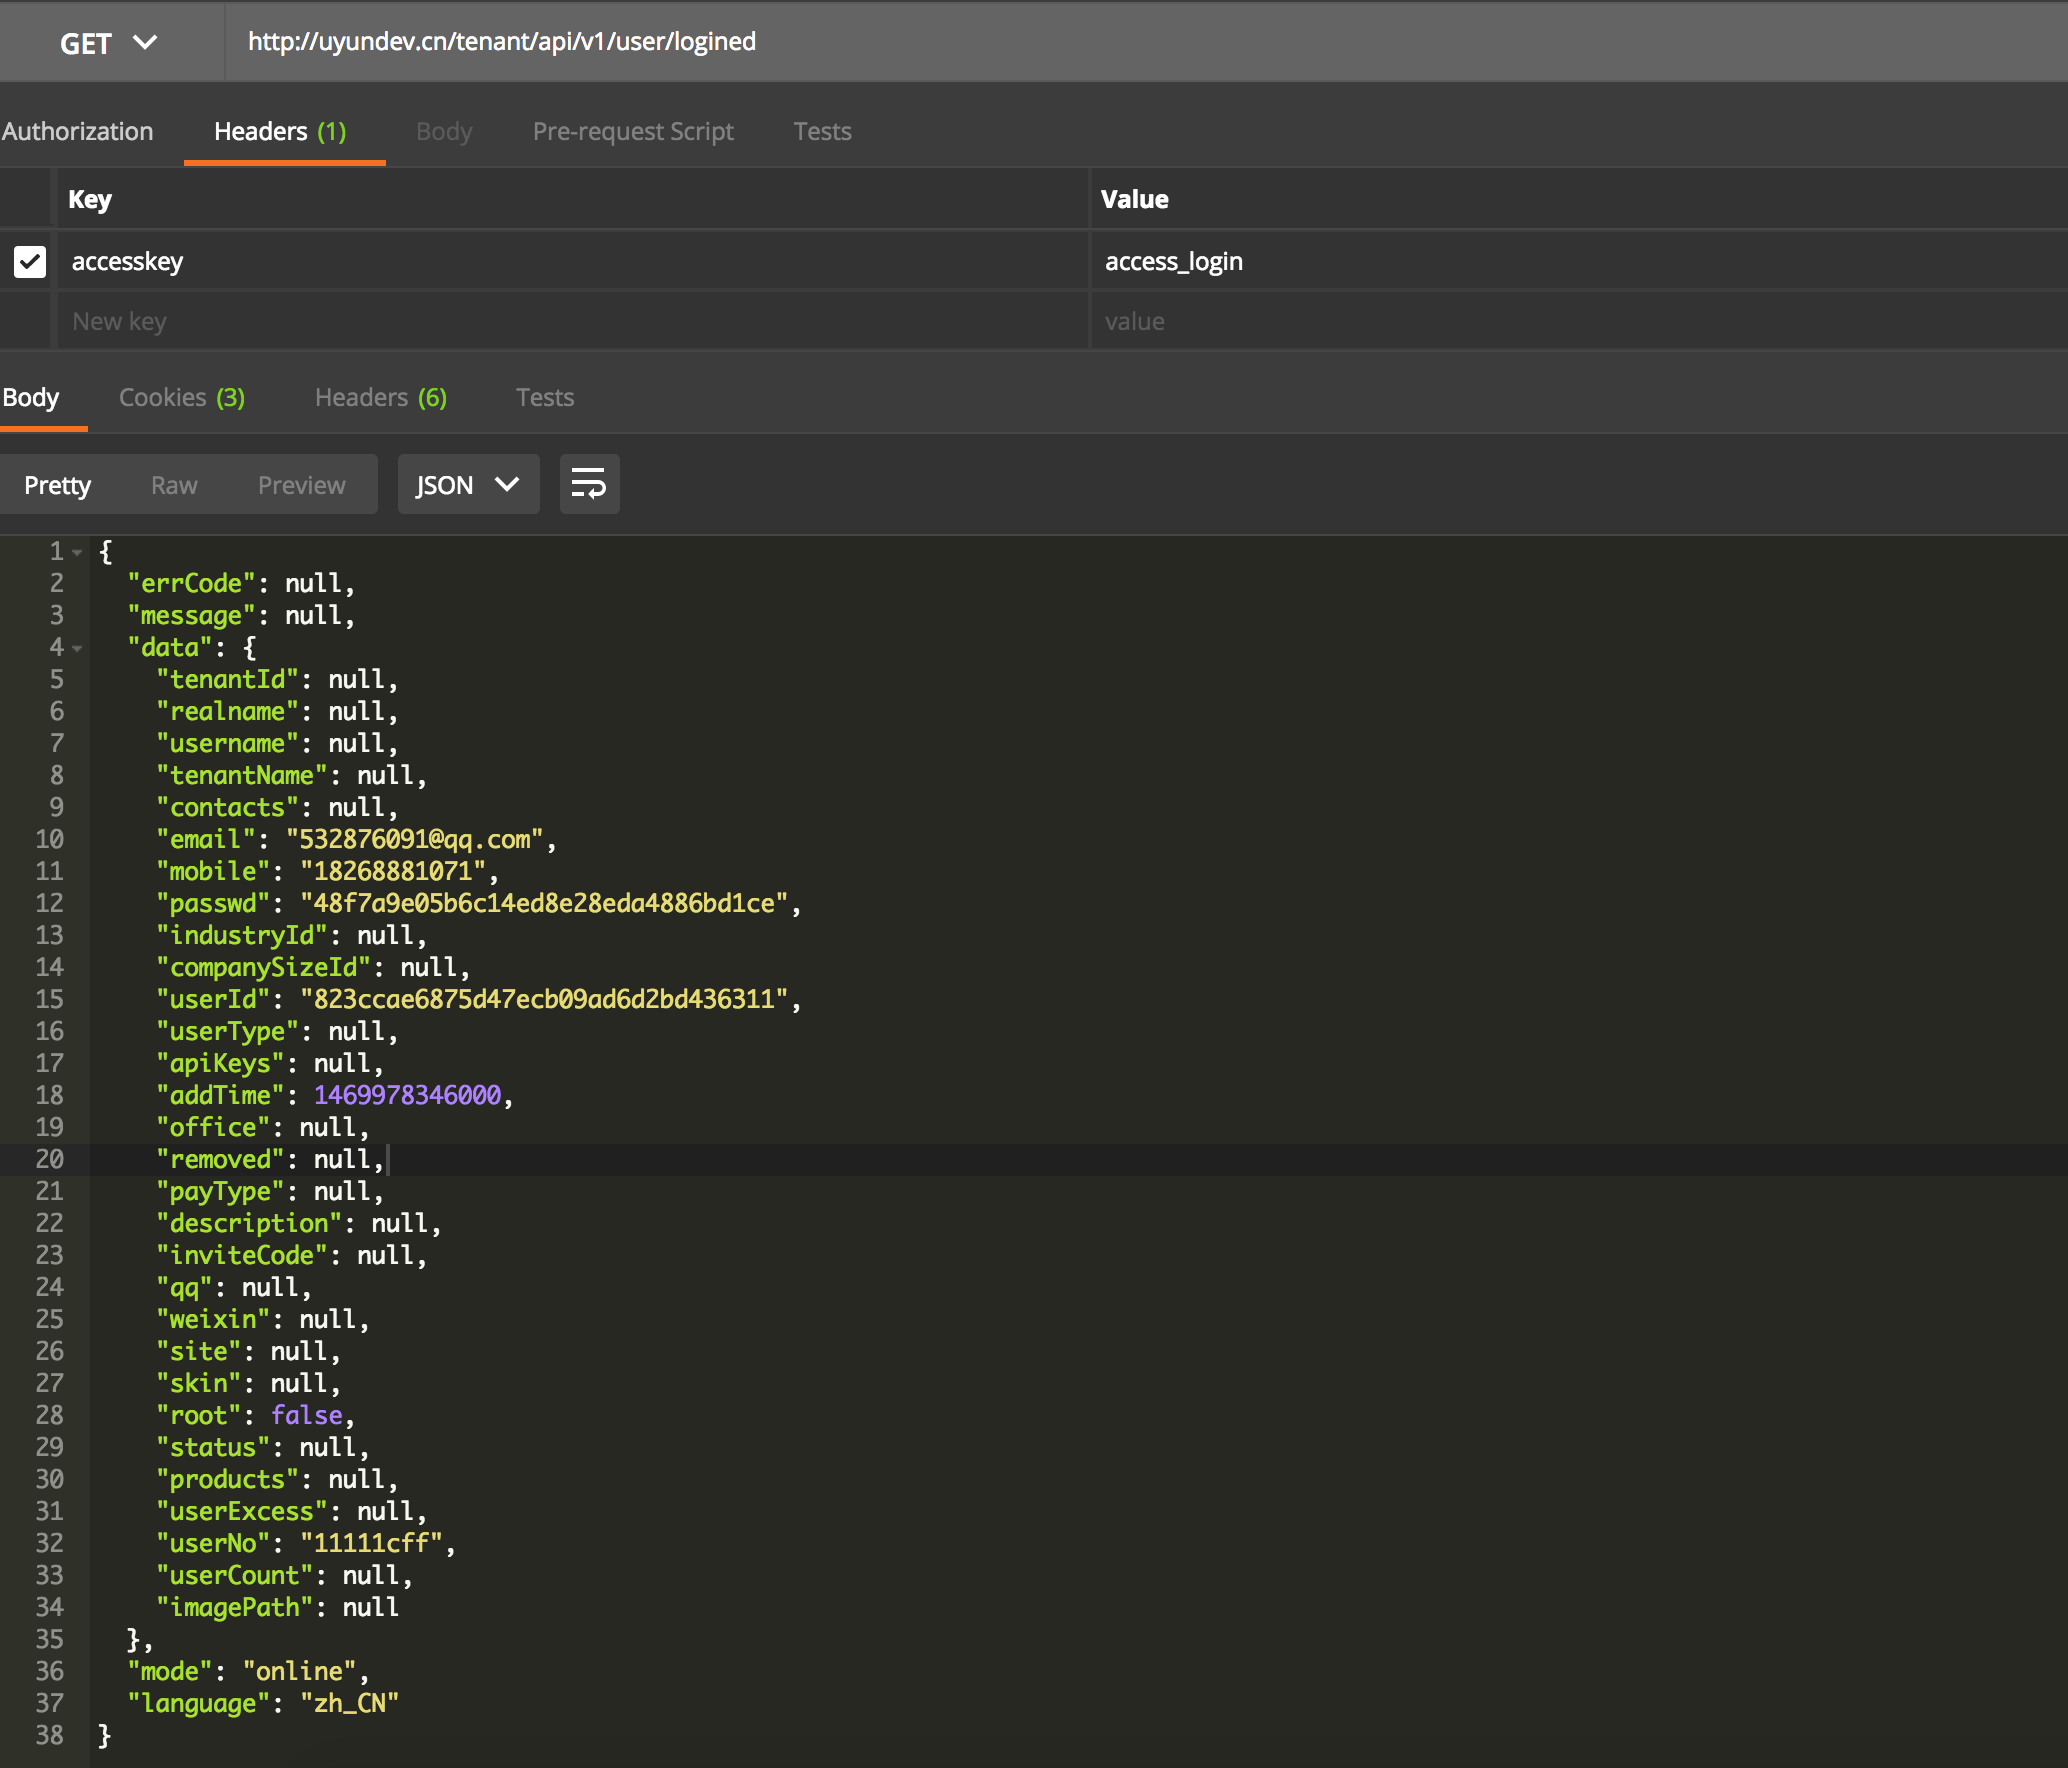 GET http://uyundev.cn/tenant/api/v1/user/logined
Authorization Headers (1) Body Pre-request Script Tests
Key Value
accesskey access_login
New key value
Body Cookies (3) Headers (6) Tests
Pretty Raw Preview JSON
1 {
2 "errCode": null,
3 "message": null,
4 "data": {
5 "tenantId": null,
6 "realname": null,
7 "username": null,
8 "tenantName": null,
9 "contacts": null,
10 "email": "532876091@qq.com",
11 "mobile": "18268881071",
12 "passwd": "48f7a9e05b6c14ed8e28eda4886bd1ce",
13 "industryId": null,
14 "companySizeId": null,
15 "userId": "823ccae6875d47ecb09ad6d2bd436311",
16 "userType": null,
17 "apiKeys": null,
18 "addTime": 1469978346000,
19 "office": null,
20 "removed": null,
21 "payType": null,
22 "description": null,
23 "inviteCode": null,
24 "qq": null,
25 "weixin": null,
26 "site": null,
27 "skin": null,
28 "root": false,
29 "status": null,
30 "products": null,
31 "userExcess": null,
32 "userNo": "11111cff",
33 "userCount": null,
34 "imagePath": null
35 },
36 "mode": "online",
37 "language": "zh_CN"
38 }